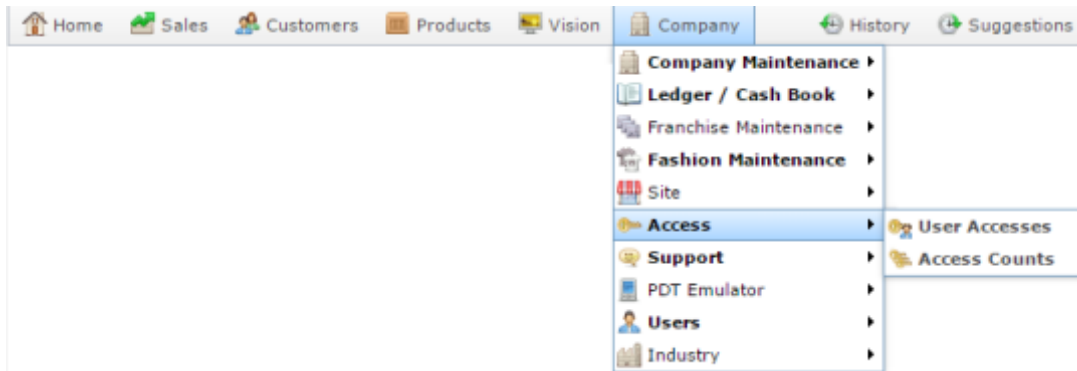 Home Sales Customers Products Vision Company History Suggestions
Company Maintenance
Ledger / Cash Book
Franchise Maintenance
Fashion Maintenance
Site
Access
User Accesses
Support
Access Counts
PDT Emulator
Users
Industry